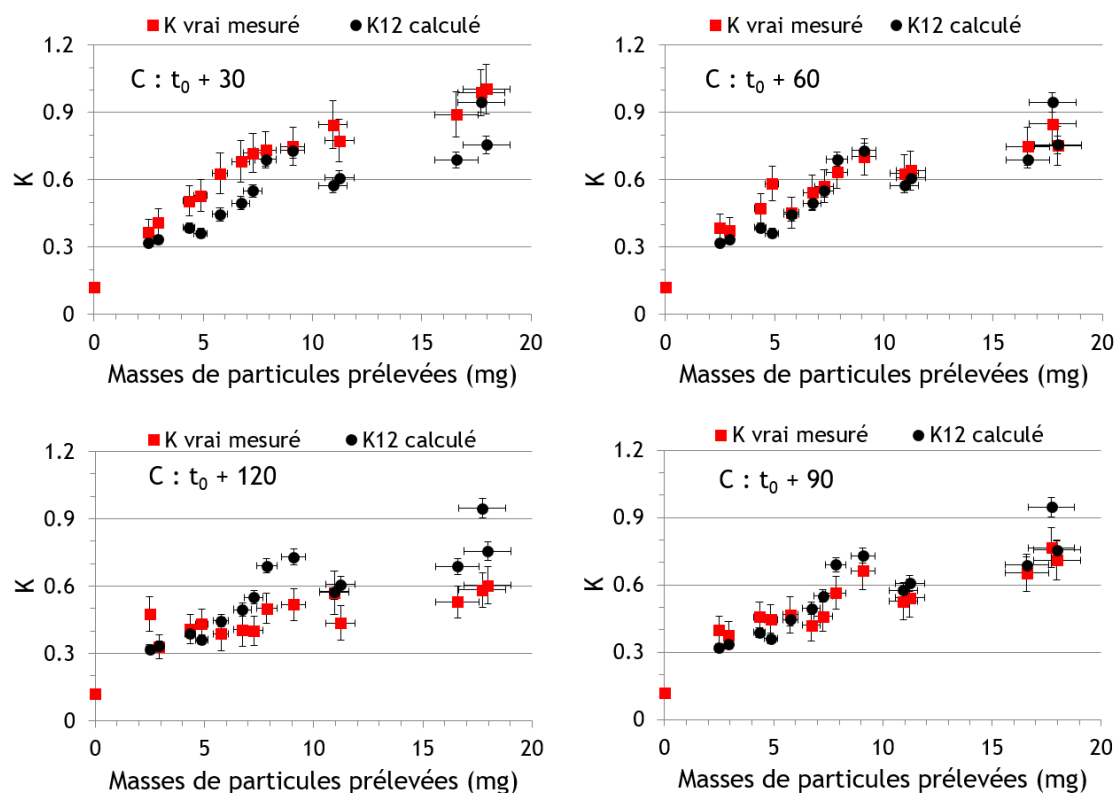 K vrai mesuré K12 calculé
1.2
C : t₀ + 30
0.9
K
0.6
0.3
0
0 5 10 15 20
Masses de particules prélevées (mg)
K vrai mesuré K12 calculé
1.2
C : t₀ + 60
0.9
K
0.6
0.3
0
0 5 10 15 20
Masses de particules prélevées (mg)
K vrai mesuré K12 calculé
1.2
C : t₀ + 120
0.9
K
0.6
0.3
0
0 5 10 15 20
Masses de particules prélevées (mg)
K vrai mesuré K12 calculé
1.2
C : t₀ + 90
0.9
K
0.6
0.3
0
0 5 10 15 20
Masses de particules prélevées (mg)